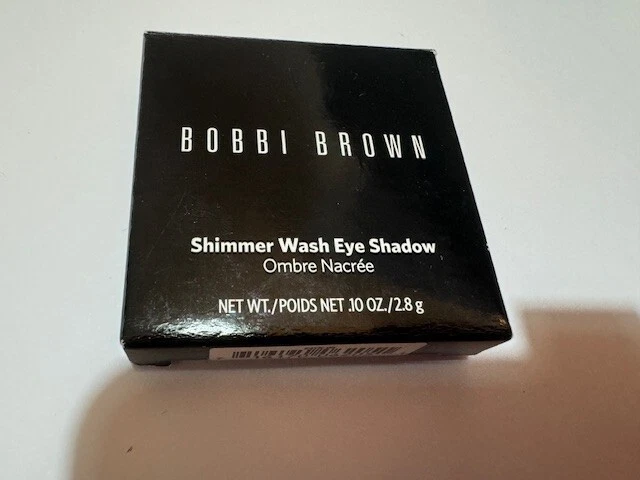 BOBBI BROWN
Shimmer Wash Eye Shadow
Ombre Nacrée
NET WT./POIDS NET .10 OZ./2.8 g